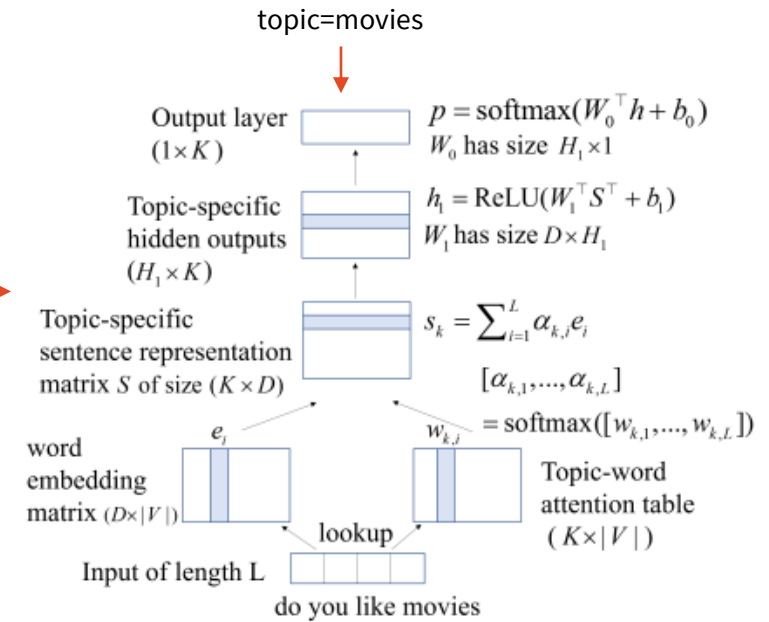 topic=movies
Output layer
(1×K)
p = softmax(W₀ᵀh + b₀)
W₀ has size H₁×1
Topic-specific
hidden outputs
(H₁×K)
h₁ = ReLU(W₁ᵀSᵀ + b₁)
W₁ has size D×H₁
Topic-specific
sentence representation
matrix S of size (K×D)
sₖ = ∑ᵢ₌₁ᴸ αₖ,ᵢeᵢ
[αₖ,₁,...,αₖ,L]
= softmax([wₖ,₁,...,wₖ,L])
eᵢ
wₖ,ᵢ
word
embedding
matrix (D×|V|)
Topic-word
attention table
(K×|V|)
lookup
Input of length L
do you like movies